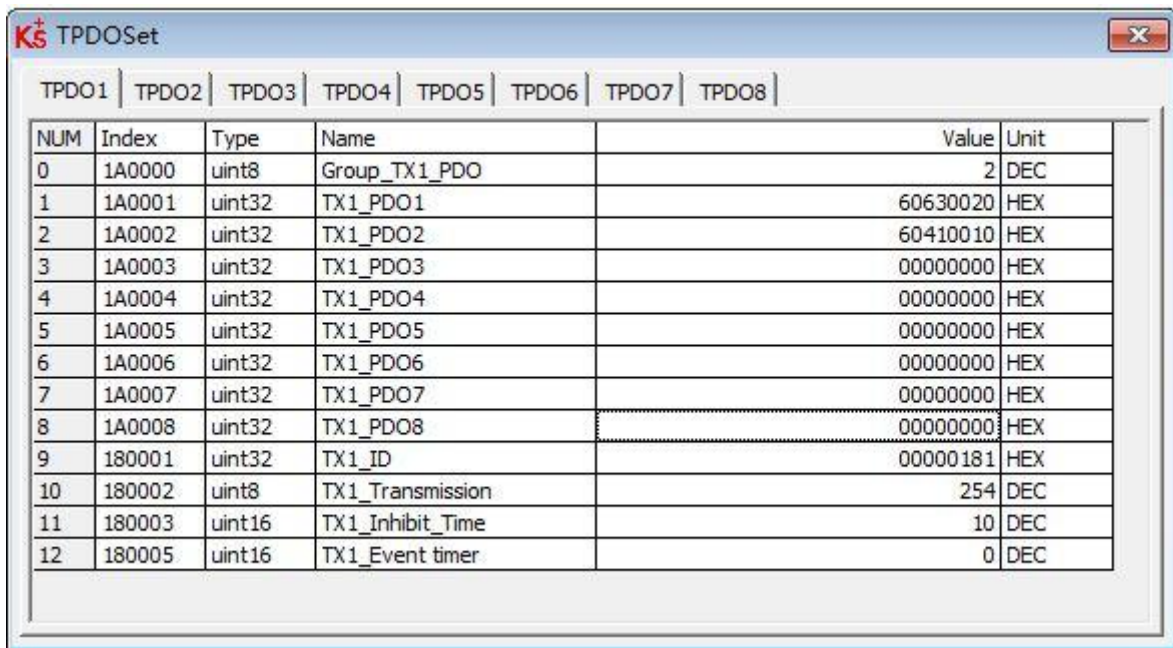 Ks+ TPDOSet
TPDO1 TPDO2 TPDO3 TPDO4 TPDO5 TPDO6 TPDO7 TPDO8
NUM Index Type Name Value Unit
0 1A0000 uint8 Group_TX1_PDO 2 DEC
1 1A0001 uint32 TX1_PDO1 60630020 HEX
2 1A0002 uint32 TX1_PDO2 60410010 HEX
3 1A0003 uint32 TX1_PDO3 00000000 HEX
4 1A0004 uint32 TX1_PDO4 00000000 HEX
5 1A0005 uint32 TX1_PDO5 00000000 HEX
6 1A0006 uint32 TX1_PDO6 00000000 HEX
7 1A0007 uint32 TX1_PDO7 00000000 HEX
8 1A0008 uint32 TX1_PDO8 00000000 HEX
9 180001 uint32 TX1_ID 00000181 HEX
10 180002 uint8 TX1_Transmission 254 DEC
11 180003 uint16 TX1_Inhibit_Time 10 DEC
12 180005 uint16 TX1_Event timer 0 DEC